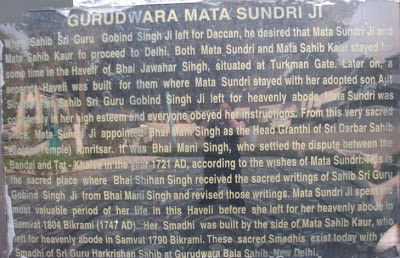 GURUDWARA MATA SUNDRI JI
When Sahib Sri Guru Gobind Singh Ji left for Daccan, he desired that Mata Sundri Ji and
Mata Sahib Kaur to proceed to Delhi. Both Mata Sundri and Mata Sahib Kaur stayed for
some time in the Haveli of Bhai Jawahar Singh, situated at Turkman Gate. Later on, a
separate Haveli was built for them where Mata Sundri stayed with her adopted son Ajit
Singh. Sahib Sri Guru Gobind Singh Ji left for heavenly abode, Mata Sundri was
in her high esteem and everyone obeyed her instructions. From this very sacred
place, Mata Sundri Ji appointed Bhai Mani Singh as the Head Granthi of Sri Darbar Sahib
(Golden Temple) Amritsar. It was Bhai Mani Singh, who settled the dispute between the
Bandai and Tat - Khalsa in the year 1721 AD, according to the wishes of Mata Sundri. This is
the sacred place where Bhai Shihan Singh received the sacred writings of Sahib Sri Guru
Gobind Singh Ji from Bhai Mani Singh and revised those writings. Mata Sundri Ji spent his
most valuable period of her life in this Haveli before she left for her heavenly abode in
Samvat 1804 Bikrami (1747 AD). Her Smadhi was built by the side of Mata Sahib Kaur, who
left for heavenly abode in Samvat 1790 Bikrami. These sacred Smadhis exist today with
Smadhi of Sri Guru Harkrishan Sahib at Gurudwara Bala Sahib, New Delhi.